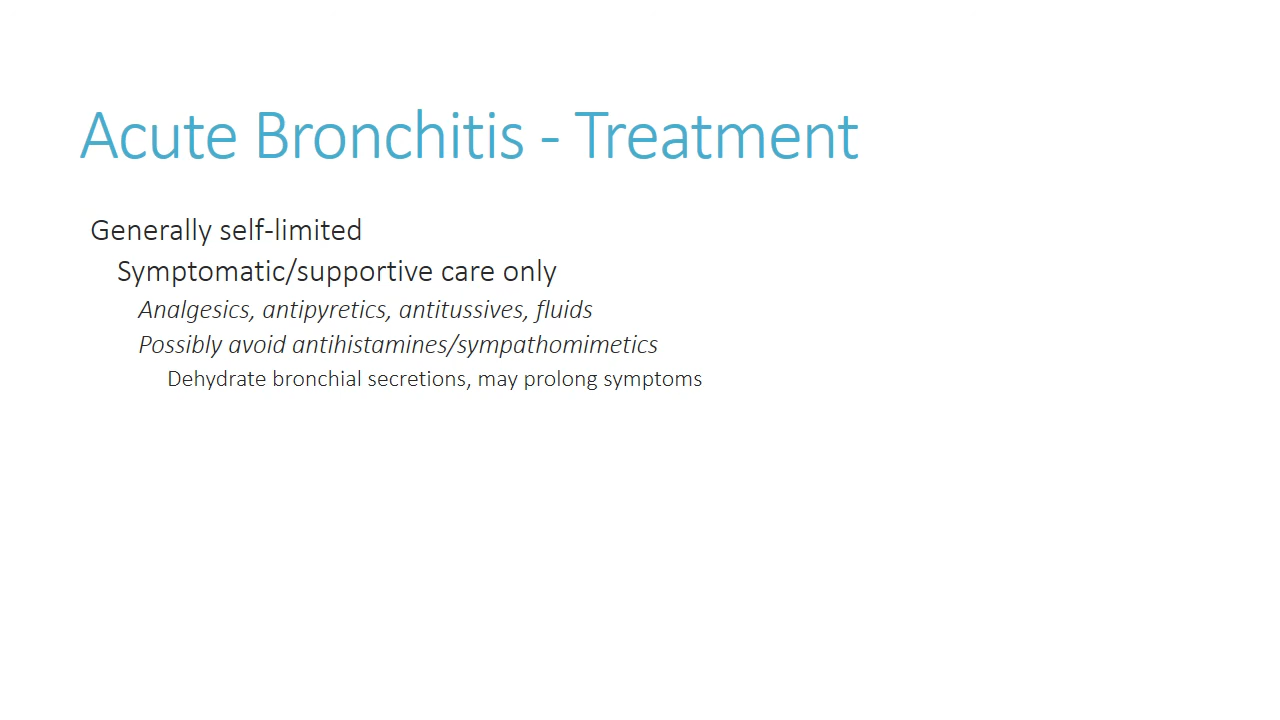 Acute Bronchitis - Treatment
Generally self-limited
Symptomatic/supportive care only
Analgesics, antipyretics, antitussives, fluids
Possibly avoid antihistamines/sympathomimetics
Dehydrate bronchial secretions, may prolong symptoms